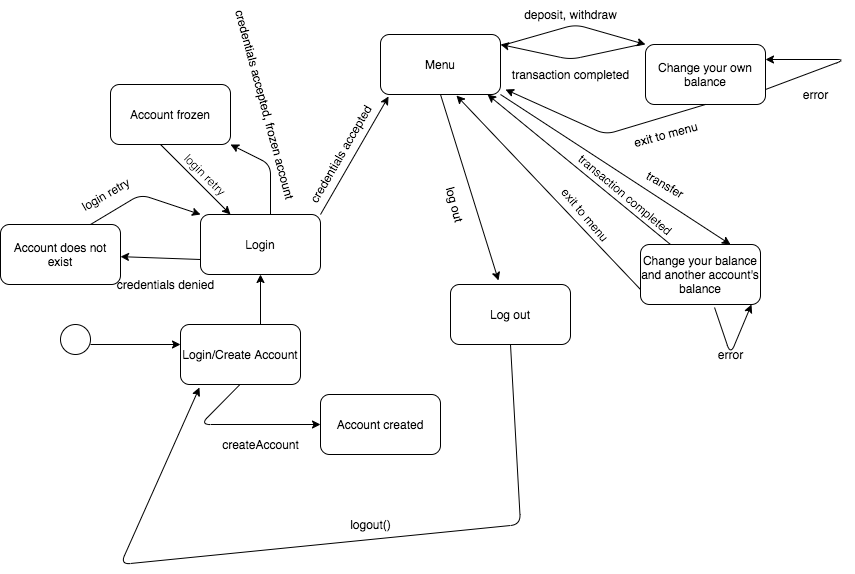 deposit, withdraw
Menu
Change your own
balance
transaction completed
error
credentials accepted, frozen account
Account frozen
exit to menu
credentials accepted
login retry
transaction completed
transfer
login retry
log out
exit to menu
Account does not
exist
Login
Change your balance
and another account's
balance
credentials denied
Log out
Login/Create Account
error
Account created
createAccount
logout()